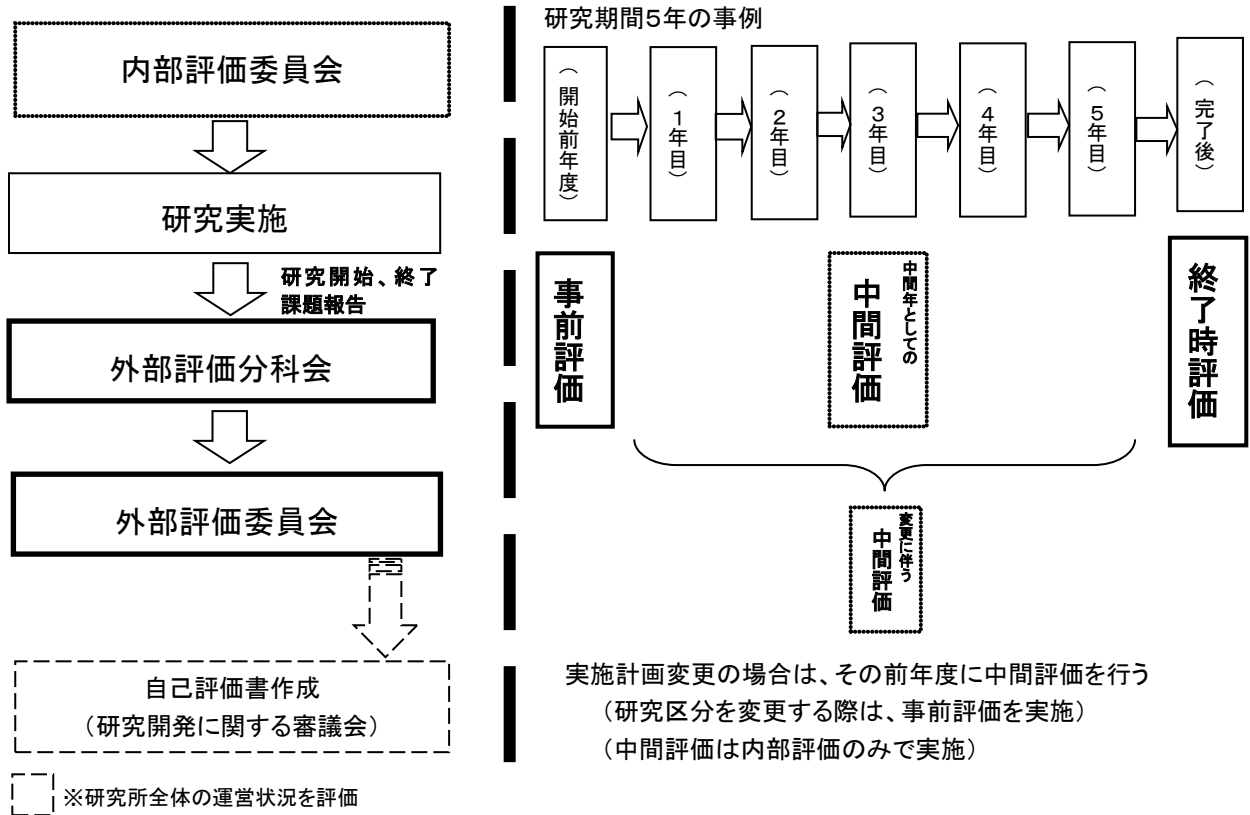 内部評価委員会
研究実施
研究開始、終了
課題報告
外部評価分科会
外部評価委員会
自己評価書作成
（研究開発に関する審議会）
※研究所全体の運営状況を評価
研究期間5年の事例
（開始前年度）
（1年目）
（2年目）
（3年目）
（4年目）
（5年目）
（完了後）
事前評価
中間年としての
中間評価
終了時評価
変更に伴う
中間評価
実施計画変更の場合は、その前年度に中間評価を行う
（研究区分を変更する際は、事前評価を実施）
（中間評価は内部評価のみで実施）